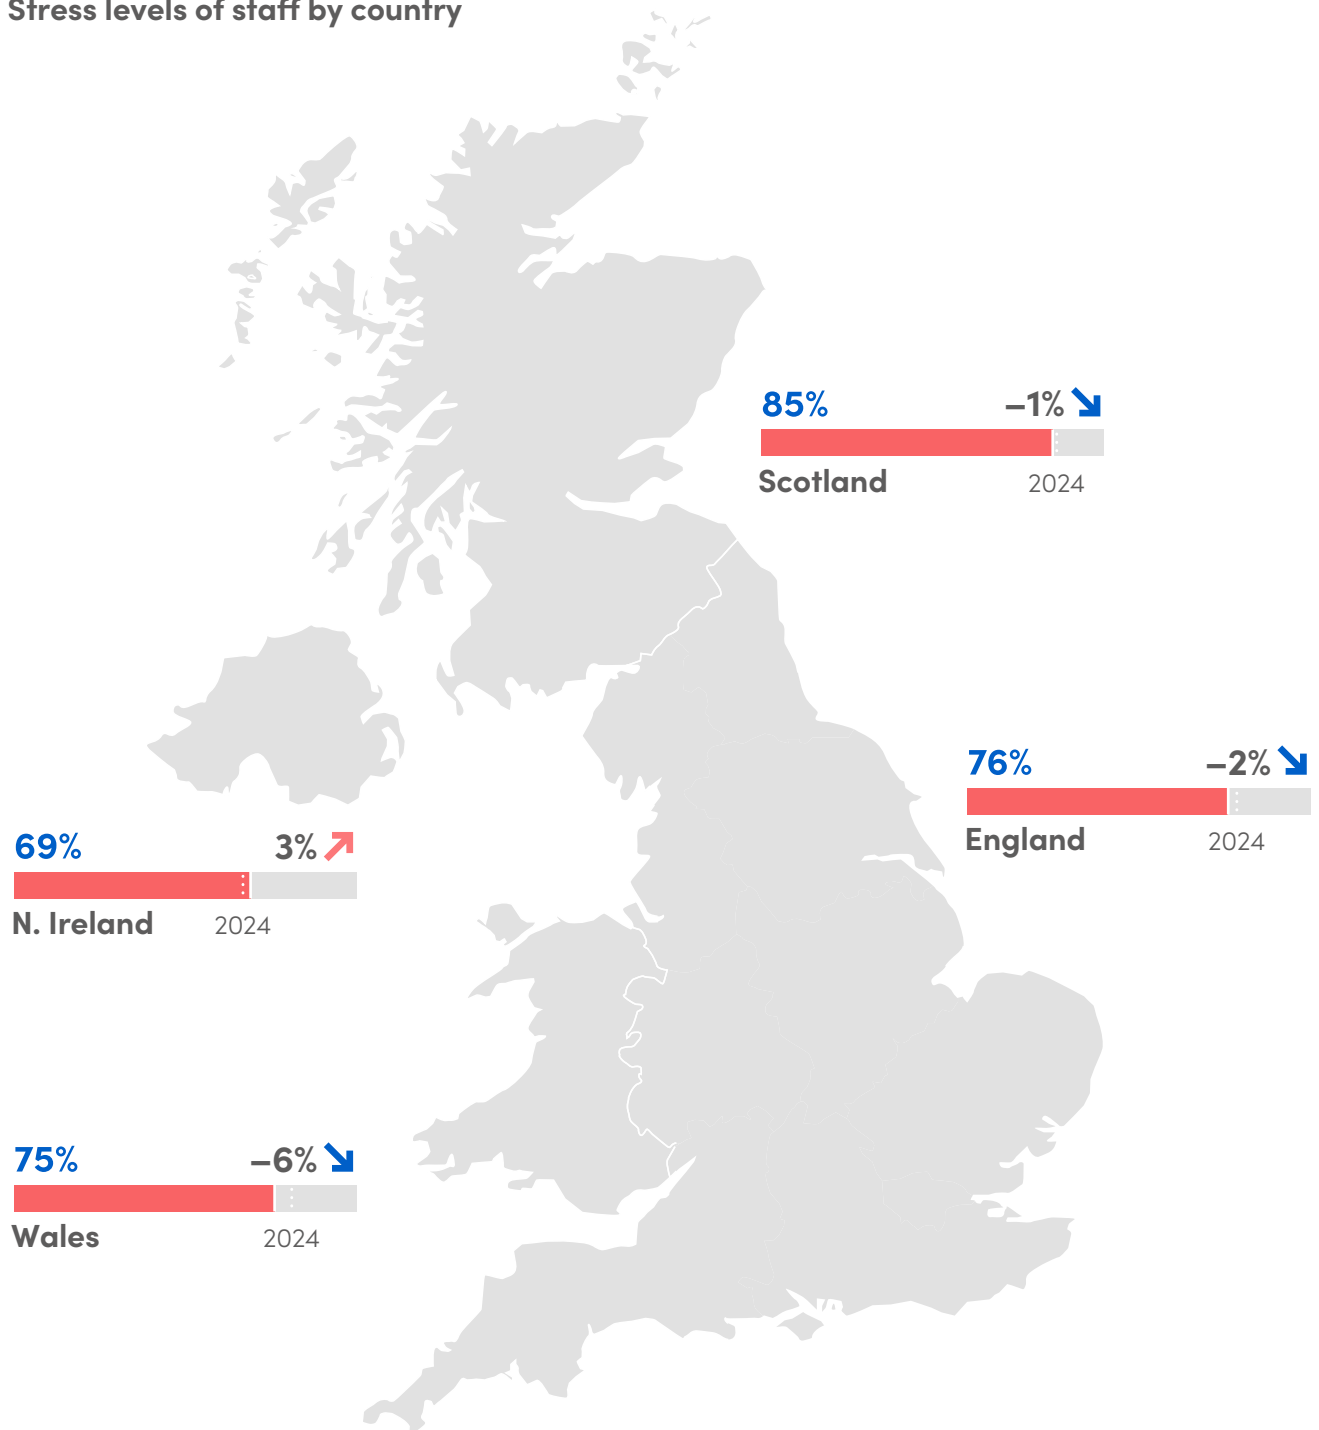 Stress levels of staff by country
85% –1%
Scotland 2024
76% –2%
England 2024
69% 3%
N. Ireland 2024
75% –6%
Wales 2024